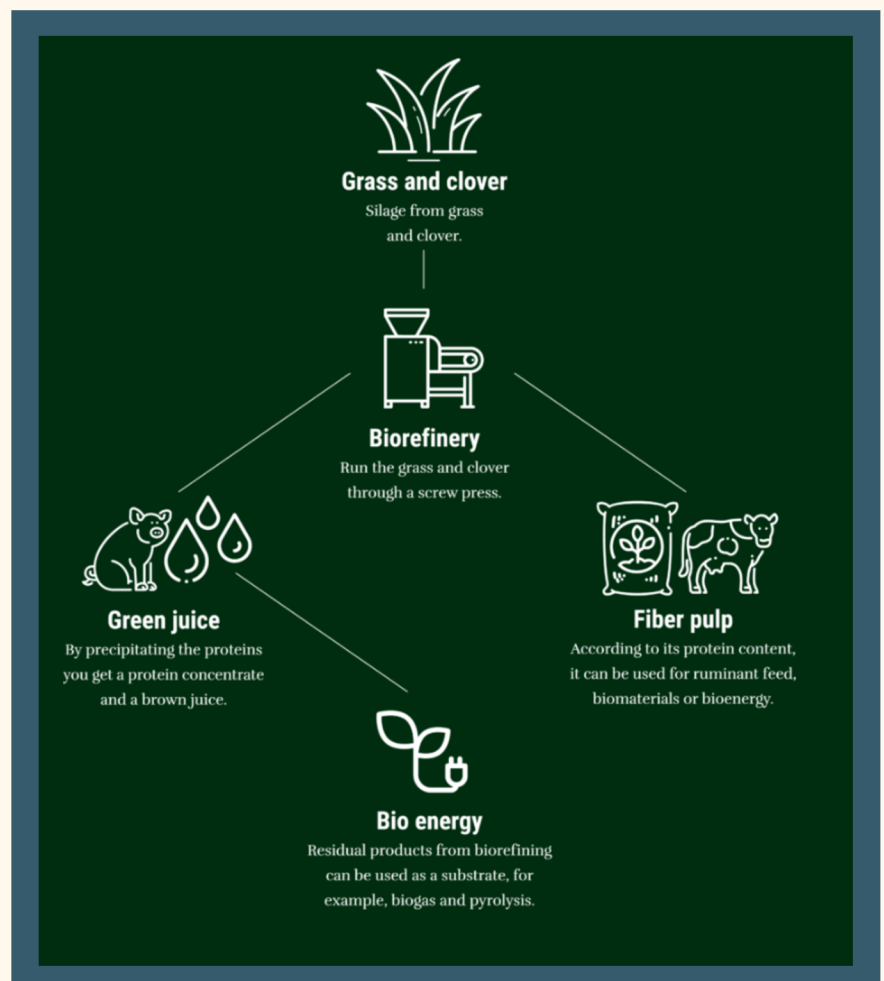 Grass and clover
Silage from grass
and clover.
Biorefinery
Run the grass and clover
through a screw press.
Green juice
By precipitating the proteins
you get a protein concentrate
and a brown juice.
Fiber pulp
According to its protein content,
it can be used for ruminant feed,
biomaterials or bioenergy.
Bio energy
Residual products from biorefining
can be used as a substrate, for
example, biogas and pyrolysis.